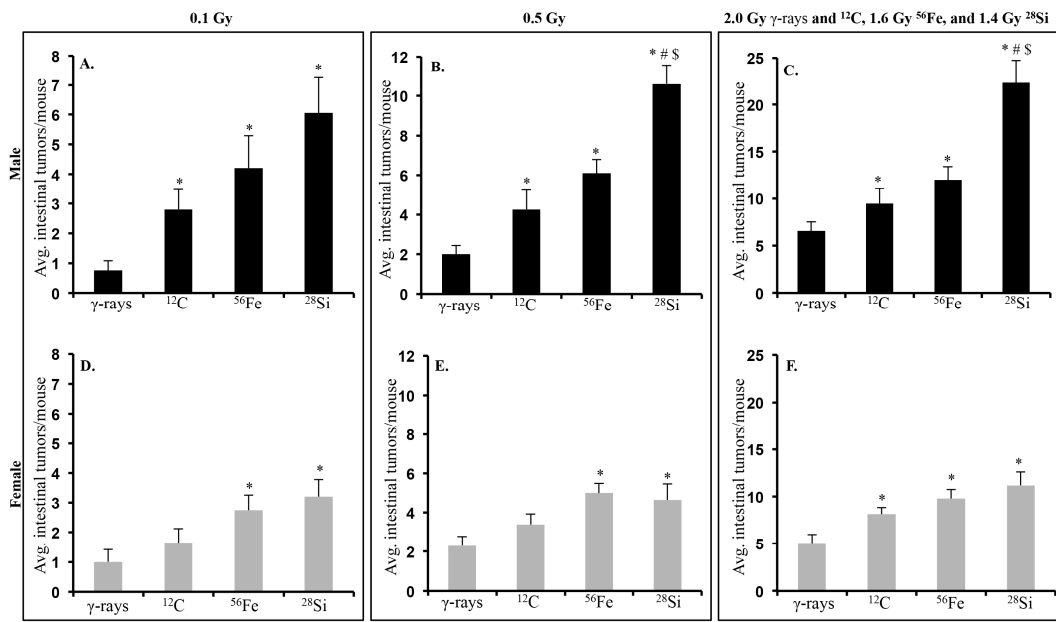 0.1 Gy
0.5 Gy
2.0 Gy γ-rays and ¹²C, 1.6 Gy ⁵⁶Fe, and 1.4 Gy ²⁸Si
Male
A.
Avg. intestinal tumors/mouse
8
7
6
5
4
3
2
1
0
*
*
*
γ-rays ¹²C ⁵⁶Fe ²⁸Si
B.
Avg. intestinal tumors/mouse
12
10
8
6
4
2
0
*
*
* # $
γ-rays ¹²C ⁵⁶Fe ²⁸Si
C.
Avg. intestinal tumors/mouse
25
20
15
10
5
0
*
*
* # $
γ-rays ¹²C ⁵⁶Fe ²⁸Si
Female
D.
Avg. intestinal tumors/mouse
8
7
6
5
4
3
2
1
0
*
*
γ-rays ¹²C ⁵⁶Fe ²⁸Si
E.
Avg. intestinal tumors/mouse
12
10
8
6
4
2
0
*
*
γ-rays ¹²C ⁵⁶Fe ²⁸Si
F.
Avg. intestinal tumors/mouse
25
20
15
10
5
0
*
*
*
γ-rays ¹²C ⁵⁶Fe ²⁸Si